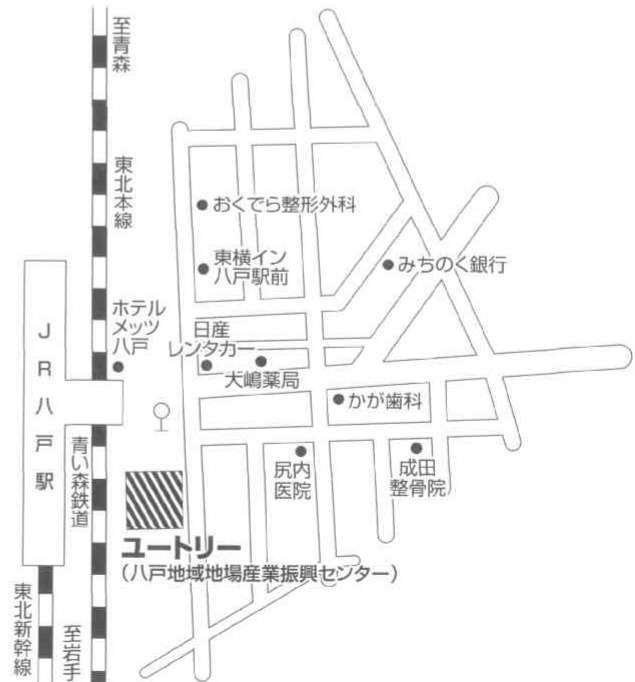 至青森
東北本線
おくでら整形外科
東横イン
八戸駅前
みちのく銀行
ホテル
メッツ
八戸
日産
レンタカー
大嶋薬局
JR八戸駅
かが歯科
青い森鉄道
尻内
医院
成田
整骨院
ユートリー
(八戸地域地場産業振興センター)
東北新幹線
至岩手